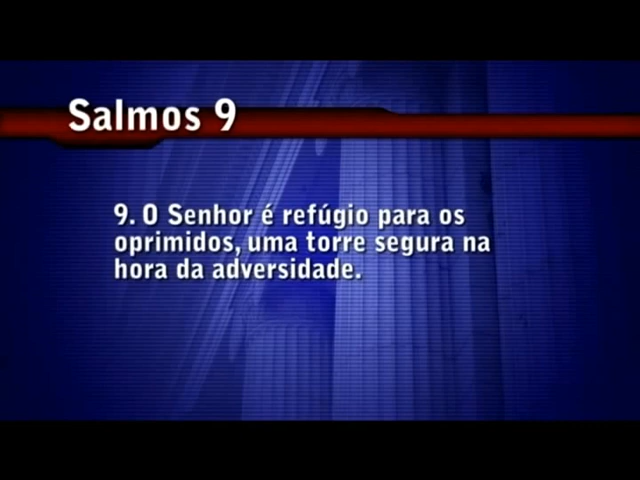 Salmos 9
9. O Senhor é refúgio para os
oprimidos, uma torre segura na
hora da adversidade.